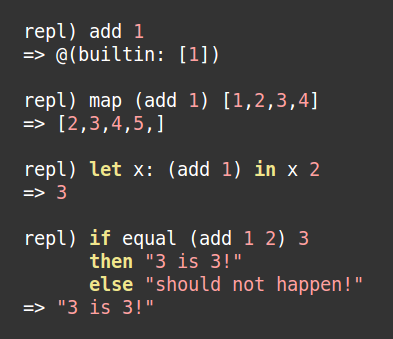 repl) add 1
=> @(builtin: [1])
repl) map (add 1) [1,2,3,4]
=> [2,3,4,5,]
repl) let x: (add 1) in x 2
=> 3
repl) if equal (add 1 2) 3
then "3 is 3!"
else "should not happen!"
=> "3 is 3!"